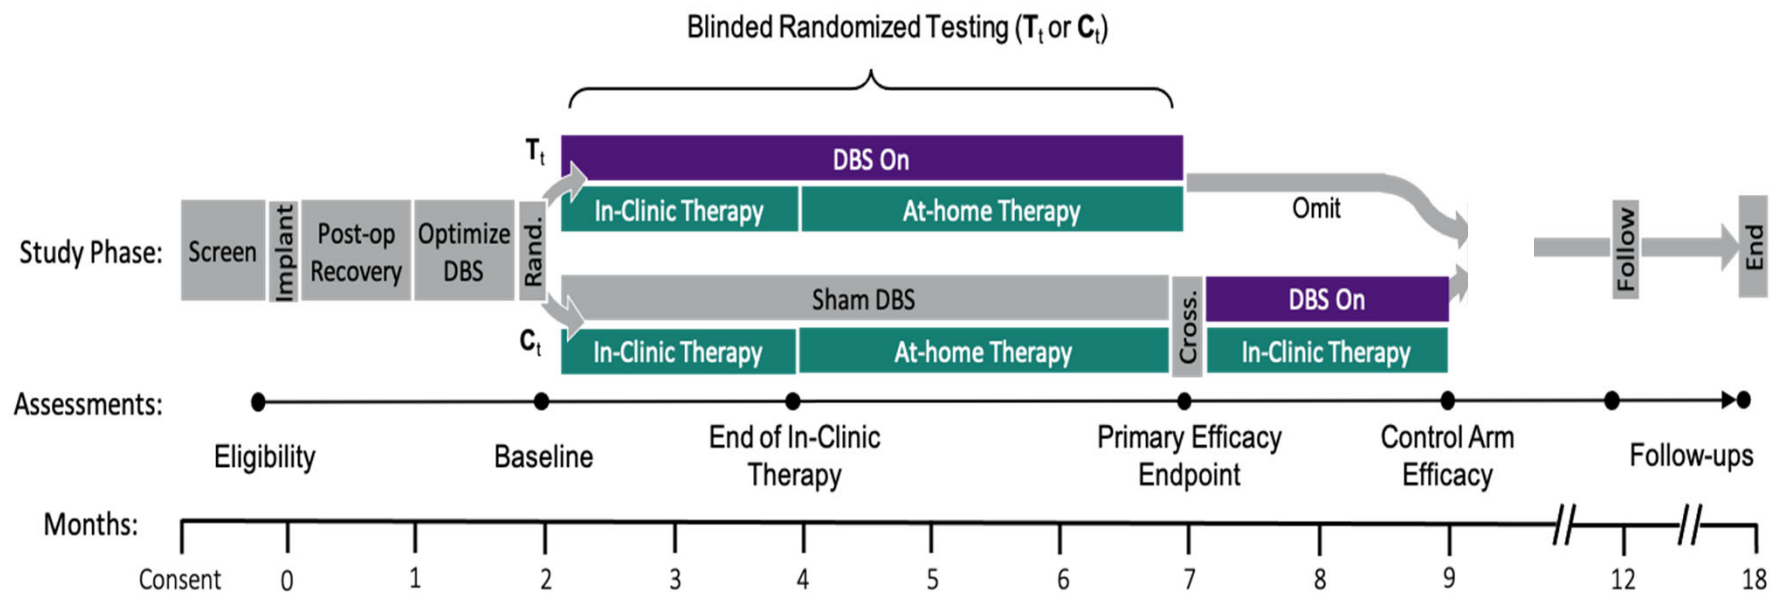 Blinded Randomized Testing (Tt or Ct)
Tt
DBS On
In-Clinic Therapy
At-home Therapy
Omit
Study Phase:
Screen
Implant
Post-op
Recovery
Optimize
DBS
Rand.
Sham DBS
Ct
In-Clinic Therapy
At-home Therapy
Cross.
DBS On
In-Clinic Therapy
Follow
End
Assessments:
Eligibility
Baseline
End of In-Clinic
Therapy
Primary Efficacy
Endpoint
Control Arm
Efficacy
Follow-ups
Months:
Consent 0 1 2 3 4 5 6 7 8 9 12 18